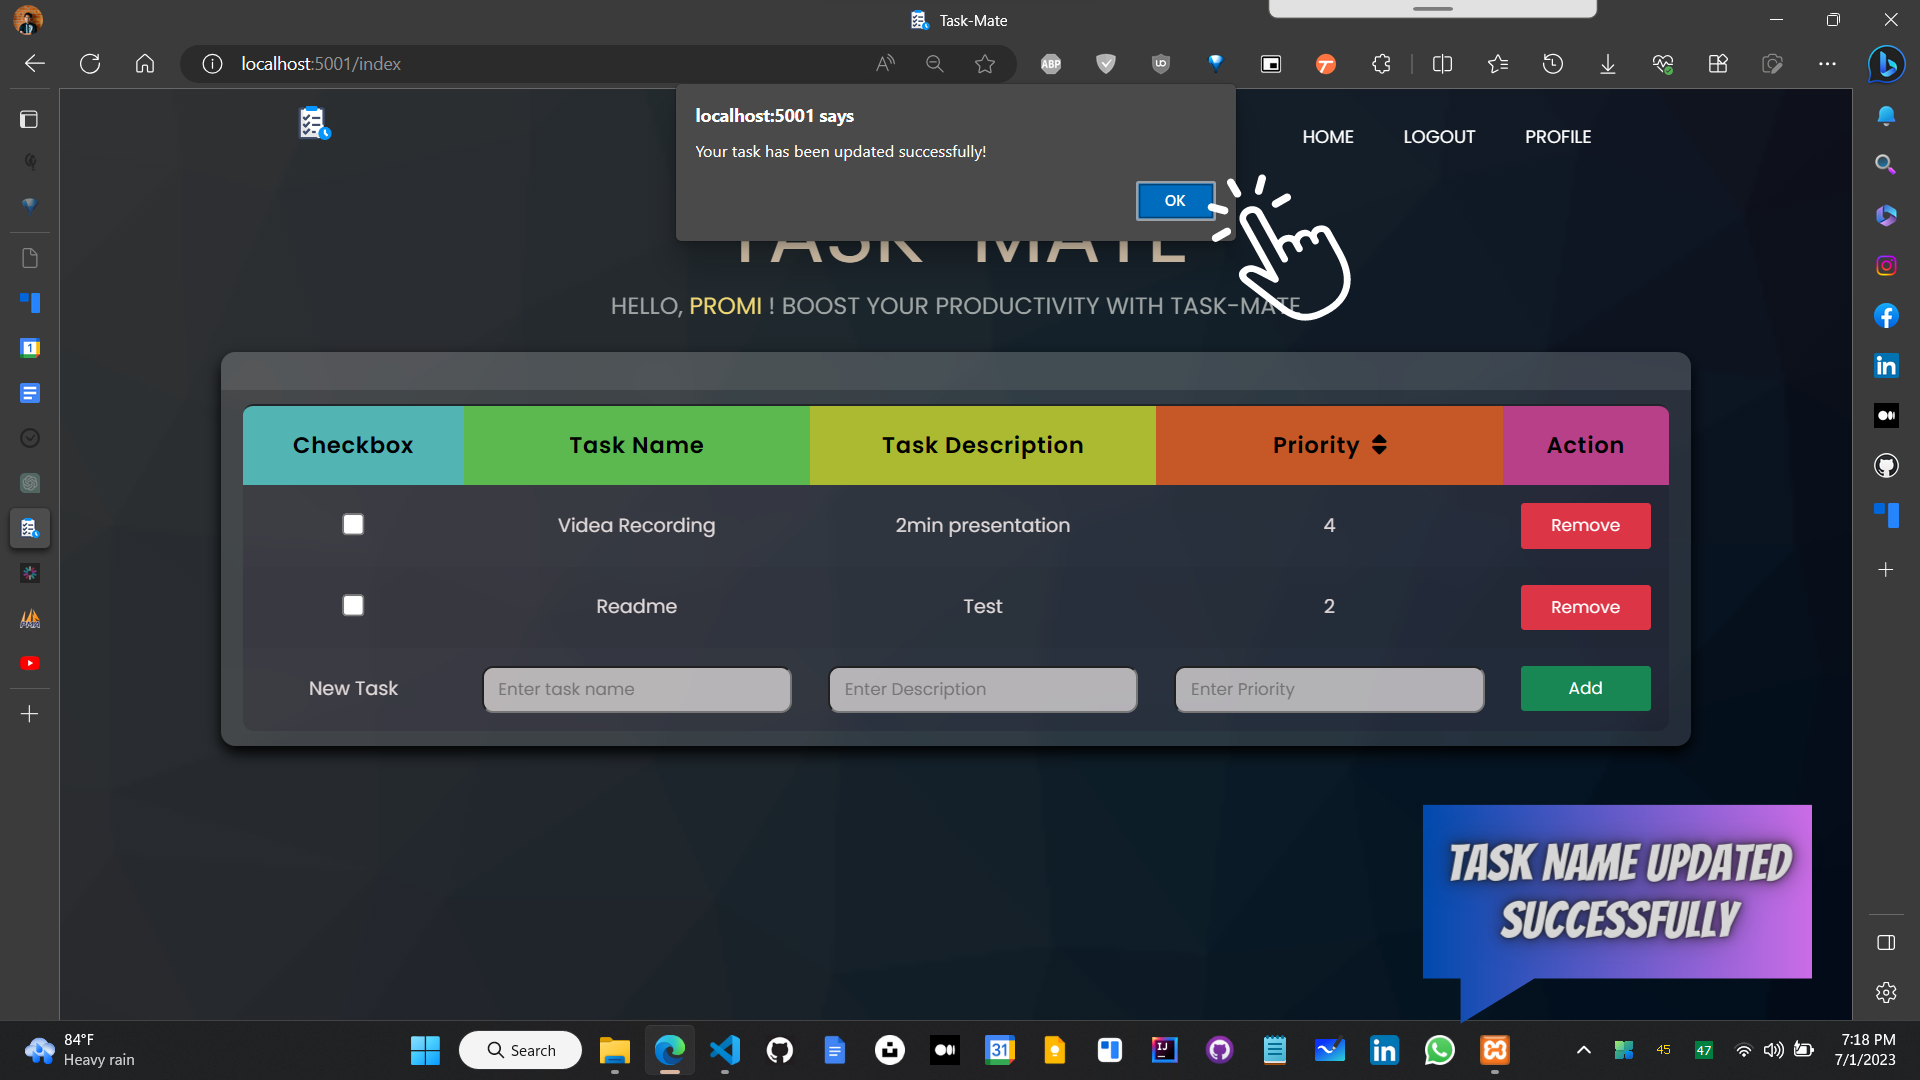 Task-Mate
localhost:5001/index
ABP
localhost:5001 says
Your task has been updated successfully!
OK
HOME LOGOUT PROFILE
TASK MATE
HELLO, PROMI ! BOOST YOUR PRODUCTIVITY WITH TASK-MATE
Checkbox Task Name Task Description Priority Action
Videa Recording 2min presentation 4 Remove
Readme Test 2 Remove
New Task Enter task name Enter Description Enter Priority Add
TASK NAME UPDATED
SUCCESSFULLY
84°F
Heavy rain
Search
31
45
47
7:18 PM
7/1/2023